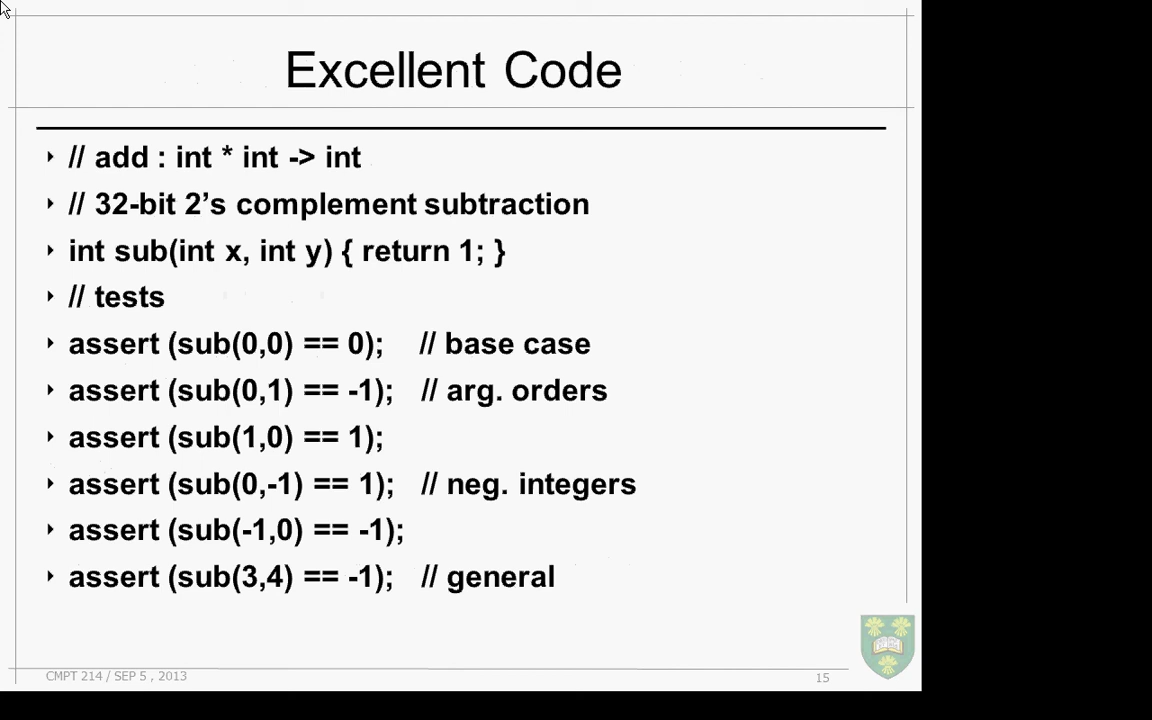 Excellent Code
// add : int * int -> int
// 32-bit 2’s complement subtraction
int sub(int x, int y) { return 1; }
// tests
assert (sub(0,0) == 0); // base case
assert (sub(0,1) == -1); // arg. orders
assert (sub(1,0) == 1);
assert (sub(0,-1) == 1); // neg. integers
assert (sub(-1,0) == -1);
assert (sub(3,4) == -1); // general
CMPT 214 / SEP 5 , 2013
15